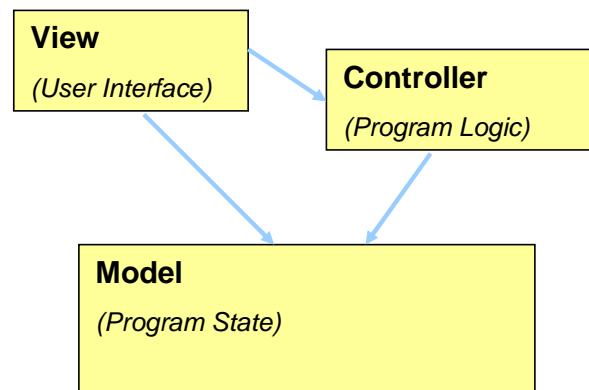 View
(User Interface)
Controller
(Program Logic)
Model
(Program State)